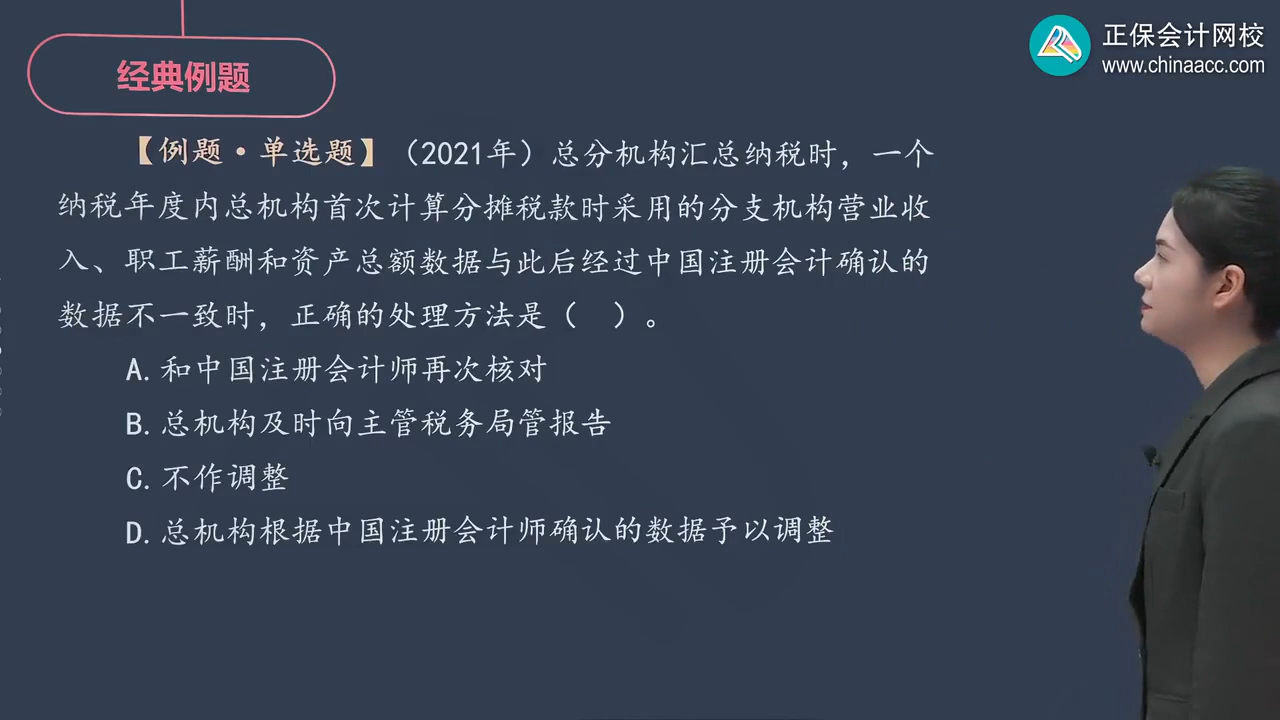 经典例题
正保会计网校
www.chinaacc.com
【例题·单选题】（2021年）总分机构汇总纳税时，一个
纳税年度内总机构首次计算分摊税款时采用的分支机构营业收
入、职工薪酬和资产总额数据与此后经过中国注册会计确认的
数据不一致时，正确的处理方法是（　）。
A. 和中国注册会计师再次核对
B. 总机构及时向主管税务局管报告
C. 不作调整
D. 总机构根据中国注册会计师确认的数据予以调整